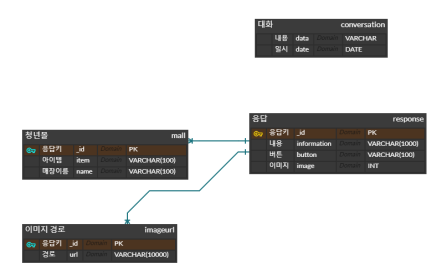 대화 conversation
내용 data Domain VARCHAR
일시 date Domain DATE
응답 response
응답키 _id Domain PK
내용 information Domain VARCHAR(1000)
버튼 button Domain VARCHAR(100)
이미지 image Domain INT
청년몰 mall
응답키 _id Domain PK
아이템 item Domain VARCHAR(100)
매장이름 name Domain VARCHAR(100)
이미지 경로 imageurl
응답키 _id Domain PK
경로 url Domain VARCHAR(10000)